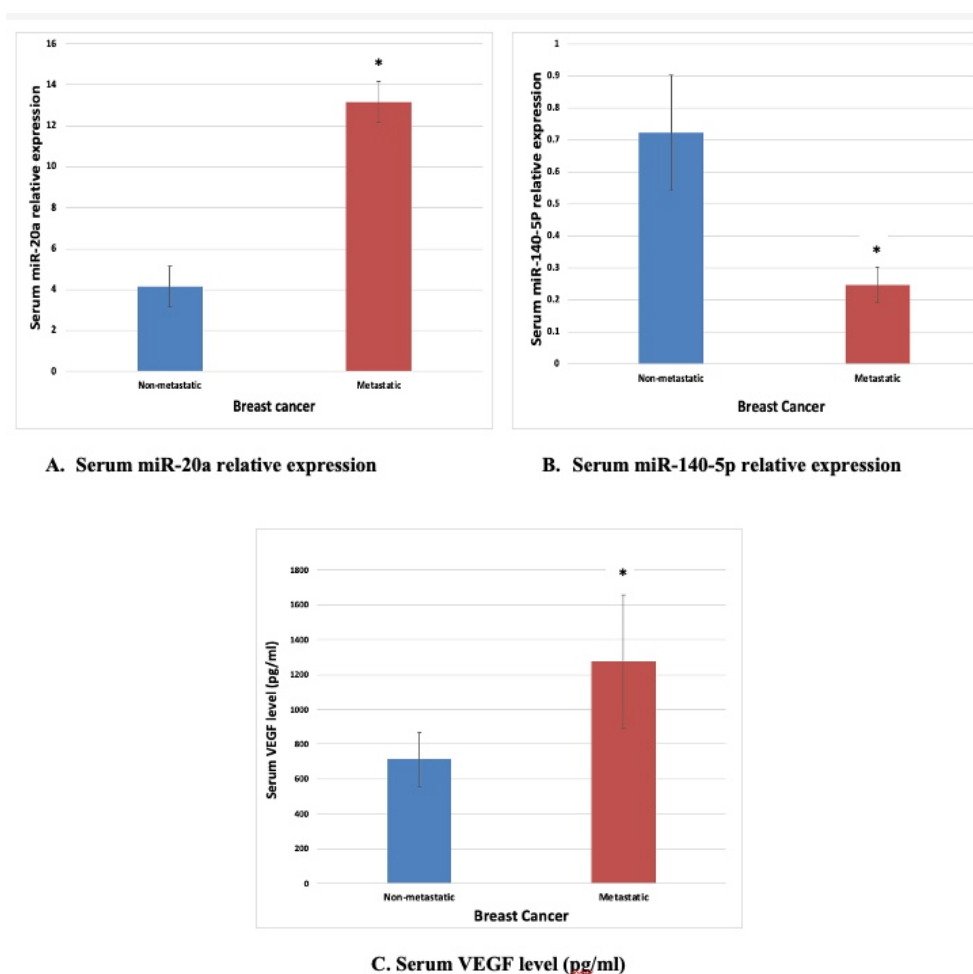 Serum miR-20a relative expression
16
14
12
10
8
6
4
2
0
*
Non-metastatic Metastatic
Breast cancer
Serum miR-140-5P relative expression
1
0.9
0.8
0.7
0.6
0.5
0.4
0.3
0.2
0.1
0
*
Non-metastatic Metastatic
Breast Cancer
A. Serum miR-20a relative expression
B. Serum miR-140-5p relative expression
Serum VEGF level (pg/ml)
1800
1600
1400
1200
1000
800
600
400
200
0
*
Non-metastatic Metastatic
Breast Cancer
C. Serum VEGF level (pg/ml)